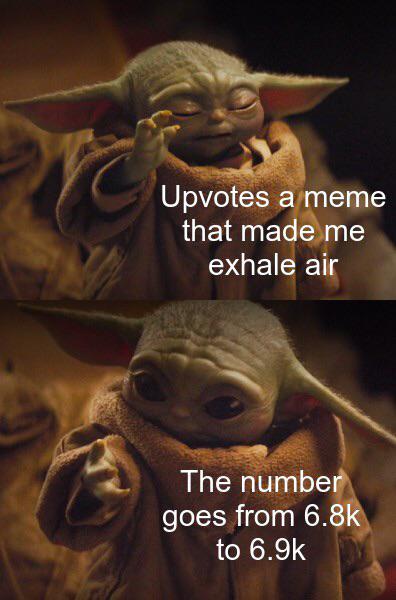 Upvotes a meme
that made me
exhale air
The number
goes from 6.8k
to 6.9k